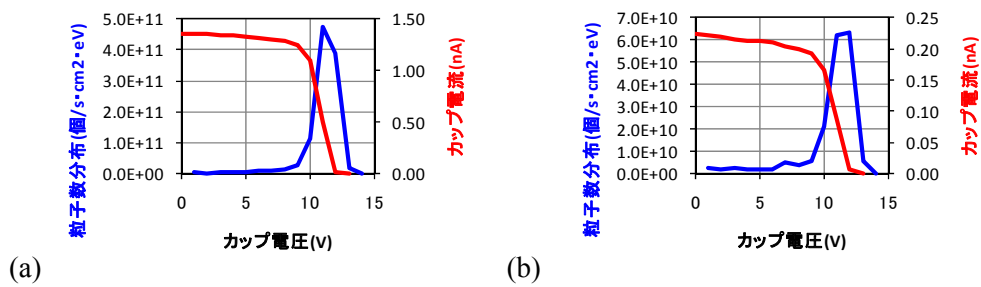 粒子数分布(個/s・cm2・eV)
5.0E+11
4.0E+11
3.0E+11
2.0E+11
1.0E+11
0.0E+00
1.50
1.00
0.50
0.00
カップ電流(nA)
0 5 10 15
カップ電圧(V)
(a)
粒子数分布(個/s・cm2・eV)
7.0E+10
6.0E+10
5.0E+10
4.0E+10
3.0E+10
2.0E+10
1.0E+10
0.0E+00
0.25
0.20
0.15
0.10
0.05
0.00
カップ電流(nA)
0 5 10 15
カップ電圧(V)
(b)